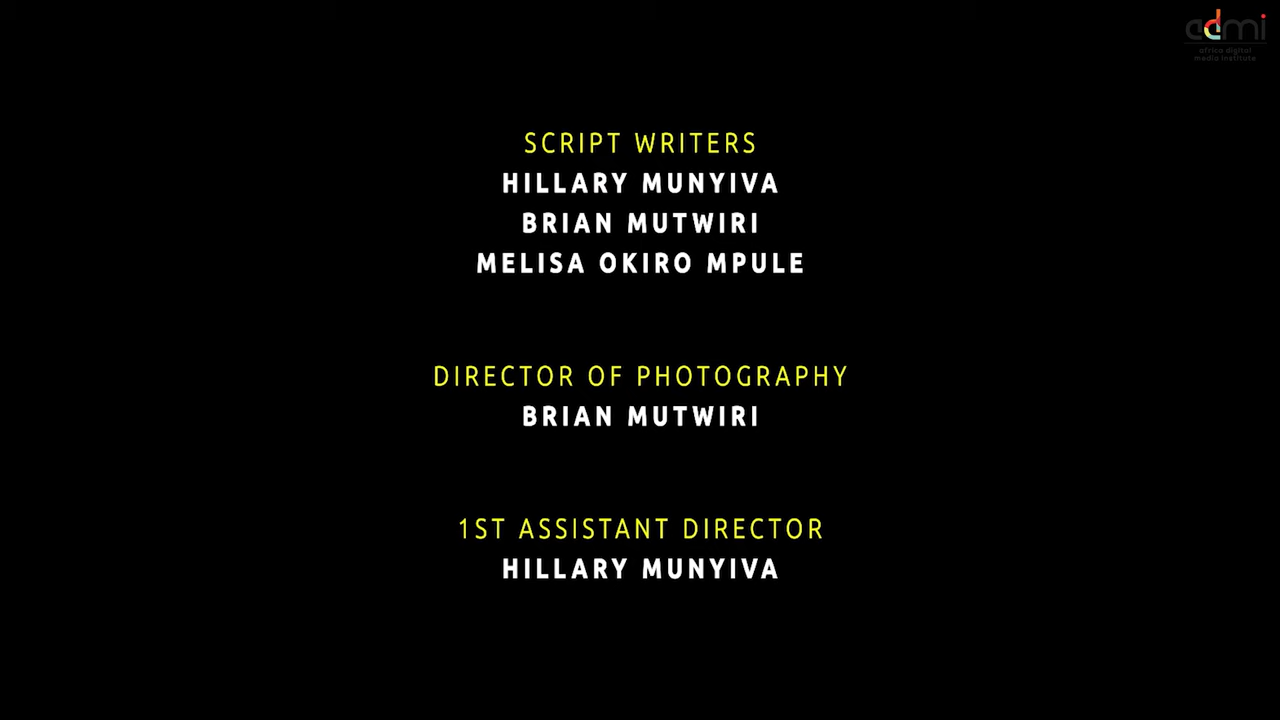 admi
africa digital
media institute
SCRIPT WRITERS
HILLARY MUNYIVA
BRIAN MUTWIRI
MELISA OKIRO MPULE
DIRECTOR OF PHOTOGRAPHY
BRIAN MUTWIRI
1ST ASSISTANT DIRECTOR
HILLARY MUNYIVA